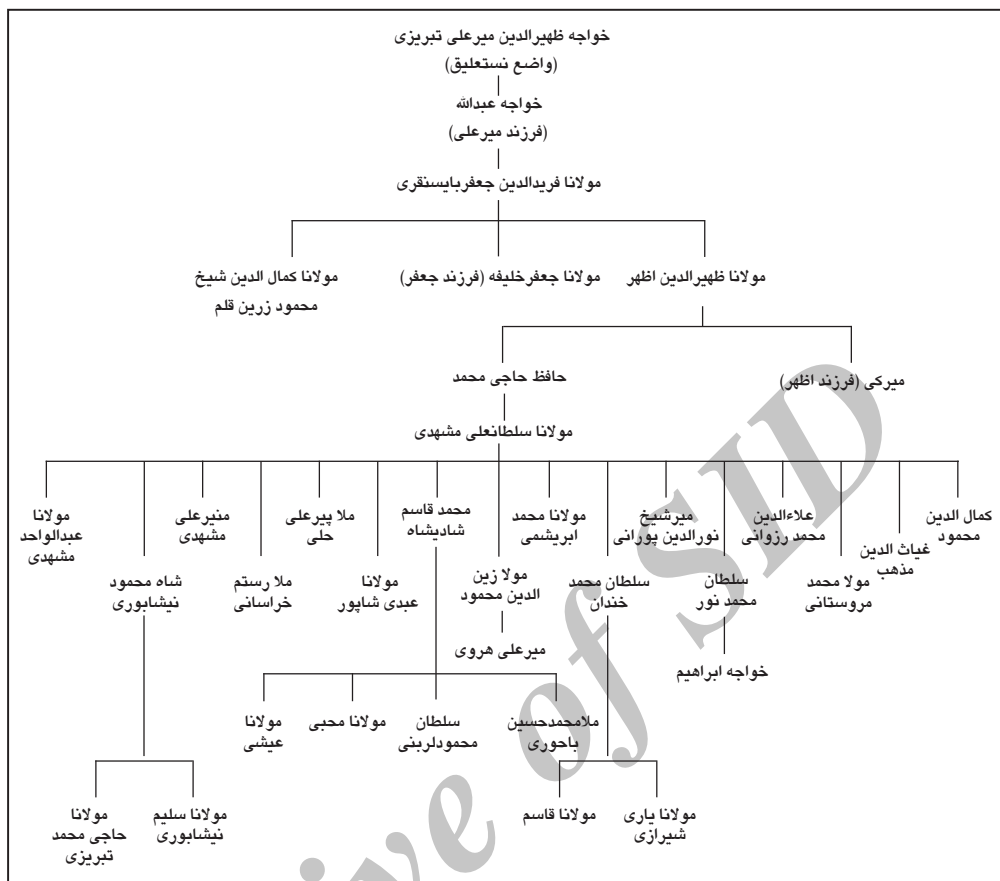 خواجه ظهیرالدین میرعلی تبریزی
(واضع نستعلیق)
خواجه عبدالله
(فرزند میرعلی)
مولانا فریدالدین جعفربایسنقری
مولانا ظهیرالدین اظهر
مولانا جعفرخلیفه (فرزند جعفر)
مولانا کمال الدین شیخ
محمود زرین قلم
میرکی (فرزند اظهر)
حافظ حاجی محمد
مولانا سلطانعلی مشهدی
کمال الدین
محمود
غیاث الدین
مذهب
مولا محمد
مروستانی
علاءالدین
محمد رزوانی
سلطان
محمد نور
میرشیخ
نورالدین پورانی
سلطان محمد
خندان
مولانا محمد
ابریشمی
مولا زین
الدین محمود
محمد قاسم
شادیشاه
مولانا
عبدی شاپور
ملا پیرعلی
حلی
ملا رستم
خراسانی
منیرعلی
مشهدی
شاه محمود
نیشابوری
مولانا
عبدالواحد
مشهدی
میرعلی هروی
خواجه ابراهیم
ملامحمدحسین
باحوری
سلطان
محمودلربنی
مولانا محبی
مولانا
عیشی
مولانا یاری
شیرازی
مولانا قاسم
مولانا سلیم
نیشابوری
مولانا
حاجی محمد
تبریزی
ive of SID